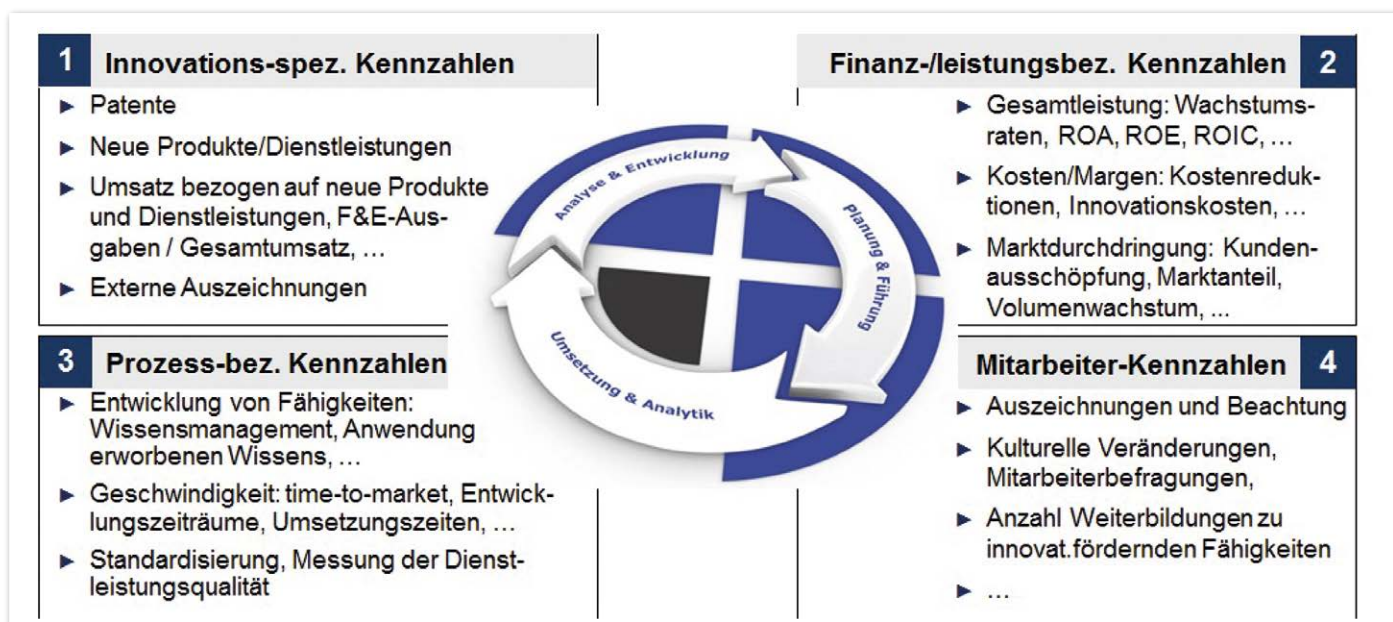 1 Innovations-spez. Kennzahlen
► Patente
► Neue Produkte/Dienstleistungen
► Umsatz bezogen auf neue Produkte
und Dienstleistungen, F&E-Aus-
gaben / Gesamtumsatz, …
► Externe Auszeichnungen
Finanz-/leistungsbez. Kennzahlen 2
► Gesamtleistung: Wachstums-
raten, ROA, ROE, ROIC, …
► Kosten/Margen: Kostenreduk-
tionen, Innovationskosten, …
► Marktdurchdringung: Kunden-
ausschöpfung, Marktanteil,
Volumenwachstum, ...
Analyse & Entwicklung
Planung & Führung
Umsetzung & Analytik
3 Prozess-bez. Kennzahlen
► Entwicklung von Fähigkeiten:
Wissensmanagement, Anwendung
erworbenen Wissens, …
► Geschwindigkeit: time-to-market, Entwick-
lungszeiträume, Umsetzungszeiten, …
► Standardisierung, Messung der Dienst-
leistungsqualität
Mitarbeiter-Kennzahlen 4
► Auszeichnungen und Beachtung
► Kulturelle Veränderungen,
Mitarbeiterbefragungen,
► Anzahl Weiterbildungen zu
innovat.fördernden Fähigkeiten
► …